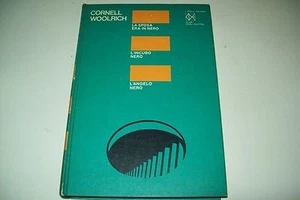 CORNELL
WOOLRICH
LA SPOSA
ERA IN NERO
L'INCUBO
NERO
L'ANGELO
NERO